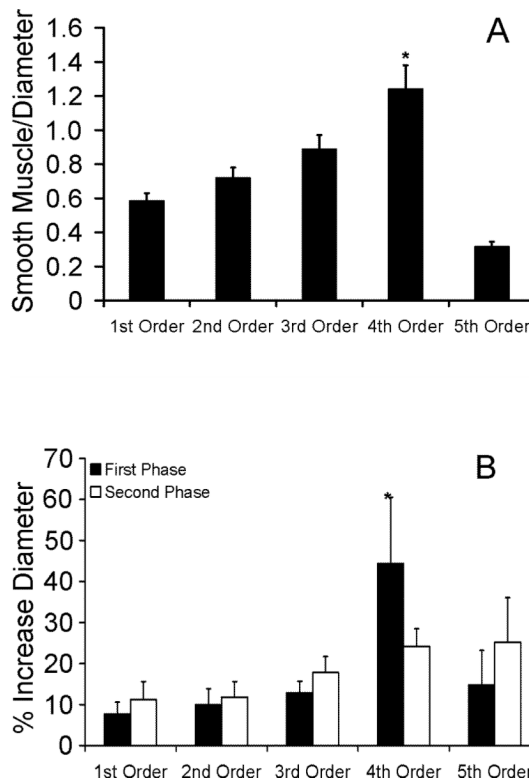 A
Smooth Muscle/Diameter
1.6
1.4
1.2
1.0
0.8
0.6
0.4
0.2
0
*
1st Order 2nd Order 3rd Order 4th Order 5th Order
B
% Increase Diameter
70
60
50
40
30
20
10
0
First Phase
Second Phase
*
1st Order 2nd Order 3rd Order 4th Order 5th Order